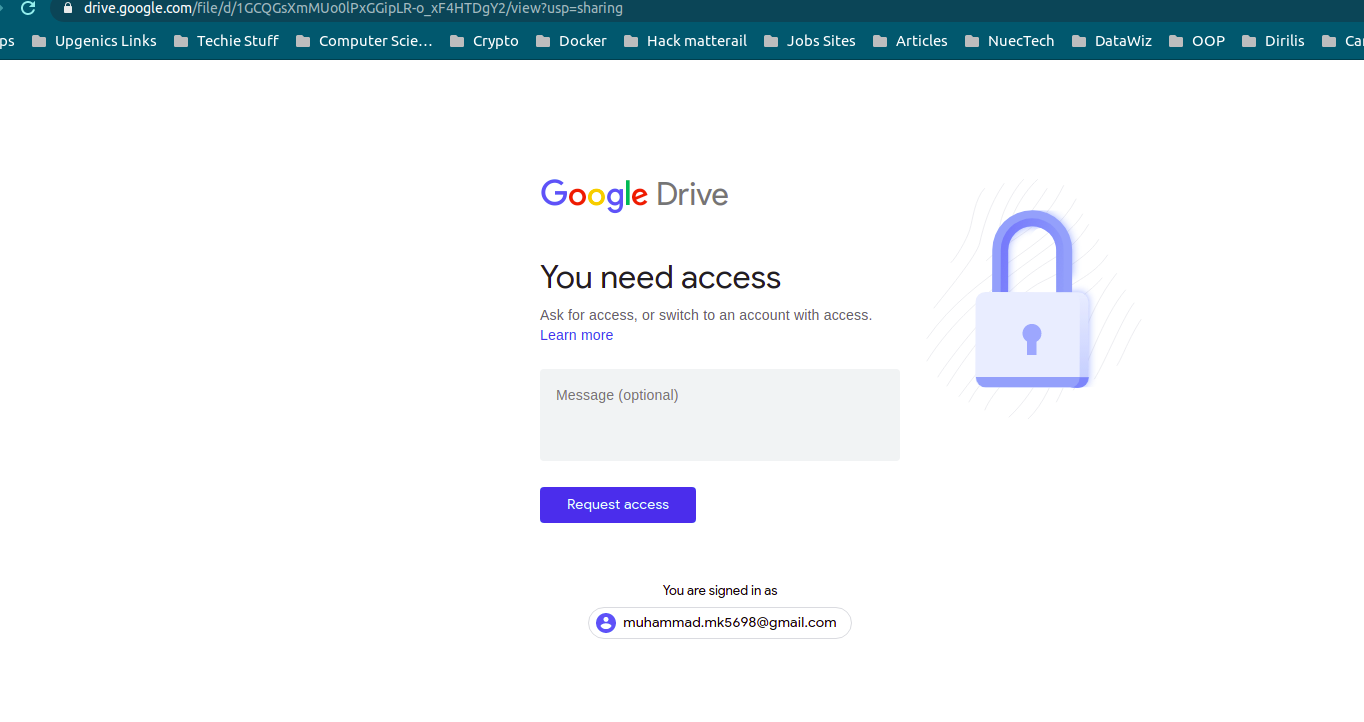 drive.google.com/file/d/1GCQGsXmMUo0lPxGGipLR-o_xF4HTDgY2/view?usp=sharing
ps Upgenics Links Techie Stuff Computer Scie… Crypto Docker Hack matterail Jobs Sites Articles NuecTech DataWiz OOP Dirilis Car
Google Drive
You need access
Ask for access, or switch to an account with access.
Learn more
Message (optional)
Request access
You are signed in as
muhammad.mk5698@gmail.com